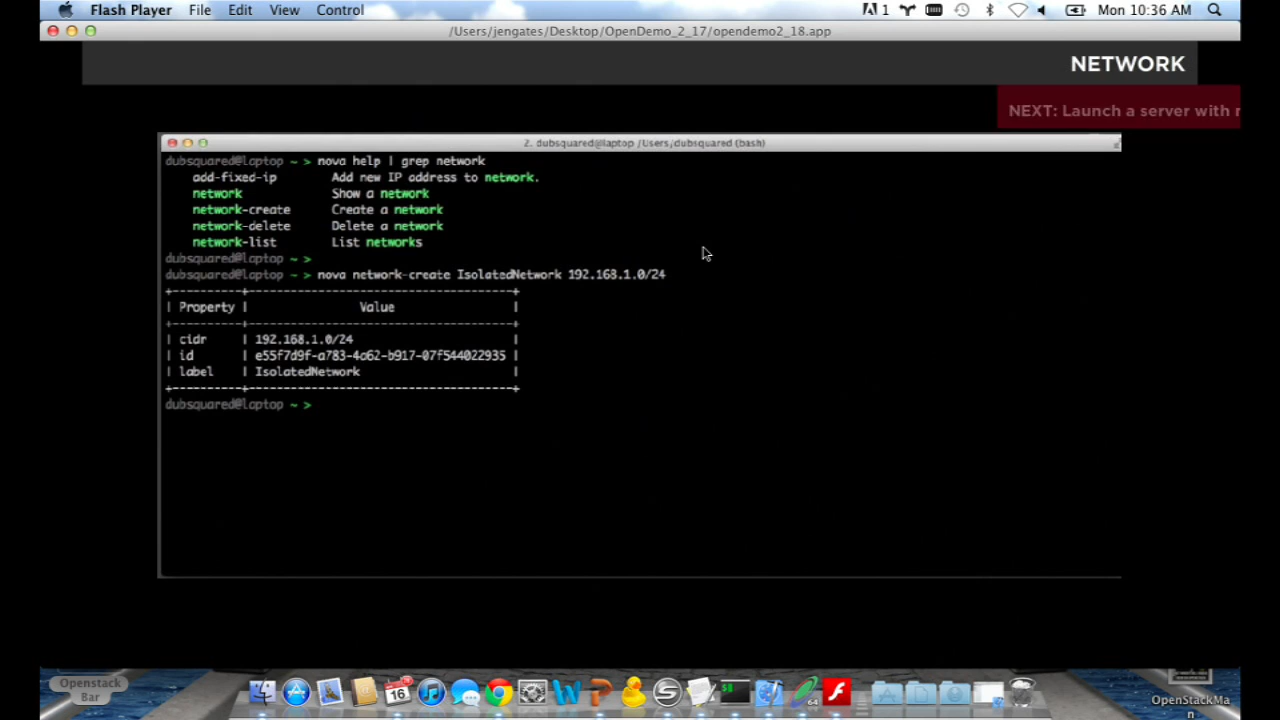 Flash Player File Edit View Control 1 Mon 10:36 AM
/Users/jengates/Desktop/OpenDemo_2_17/opendemo2_18.app
NETWORK
NEXT: Launch a server with
2. dubsquared@laptop /Users/dubsquared (bash)
dubsquared@laptop ~ > nova help | grep network
add-fixed-ip Add new IP address to network.
network Show a network
network-create Create a network
network-delete Delete a network
network-list List networks
dubsquared@laptop ~ >
dubsquared@laptop ~ > nova network-create IsolatedNetwork 192.168.1.0/24
+----------+--------------------------------------+
| Property | Value |
+----------+--------------------------------------+
| cidr | 192.168.1.0/24 |
| id | e55f7d9f-a783-4a62-b917-07f544022935 |
| label | IsolatedNetwork |
+----------+--------------------------------------+
dubsquared@laptop ~ >
Openstack
Bar
16
64
OpenStackMa
n